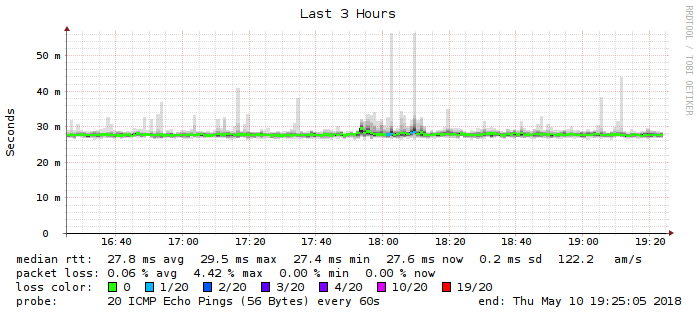 Last 3 Hours
RRDTOOL / TOBI OETIKER
Seconds
50 m
40 m
30 m
20 m
10 m
0
16:40 17:00 17:20 17:40 18:00 18:20 18:40 19:00 19:20
median rtt: 27.8 ms avg 29.5 ms max 27.4 ms min 27.6 ms now 0.2 ms sd 122.2 am/s
packet loss: 0.06 % avg 4.42 % max 0.00 % min 0.00 % now
loss color: 0 1/20 2/20 3/20 4/20 10/20 19/20
probe: 20 ICMP Echo Pings (56 Bytes) every 60s end: Thu May 10 19:25:05 2018